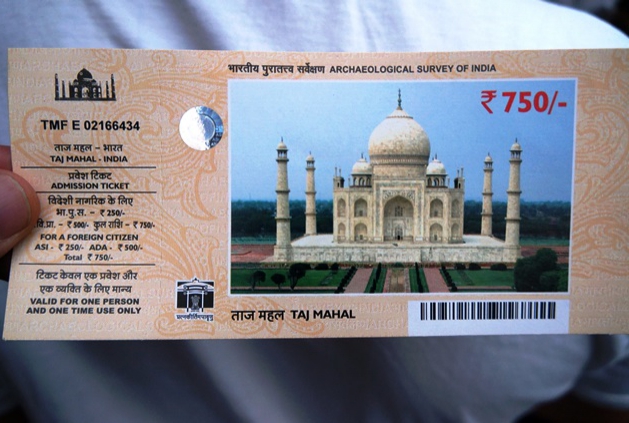 भारतीय पुरातत्त्व सर्वेक्षण ARCHAEOLOGICAL SURVEY OF INDIA
₹ 750/-
TMF E 02166434
ताज महल – भारत
TAJ MAHAL - INDIA
प्रवेश टिकट
ADMISSION TICKET
विदेशी नागरिक के लिए
भा.पु.स. – ₹ 250/-
वि.प्रा. – ₹ 500/- कुल राशि – ₹ 750/-
FOR A FOREIGN CITIZEN
ASI - ₹ 250/- ADA - ₹ 500/-
Total ₹ 750/-
टिकट केवल एक प्रवेश और
एक व्यक्ति के लिए मान्य
VALID FOR ONE PERSON
AND ONE TIME USE ONLY
ताज महल TAJ MAHAL